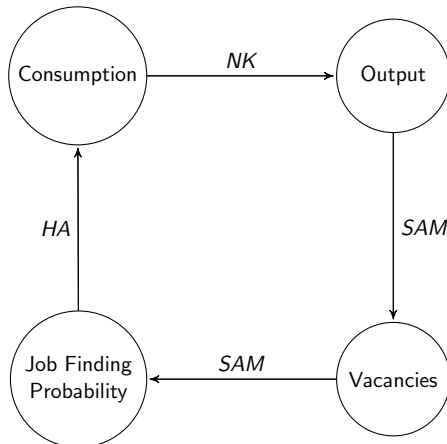 NK
Consumption
Output
HA
SAM
Job Finding
Probability
SAM
Vacancies